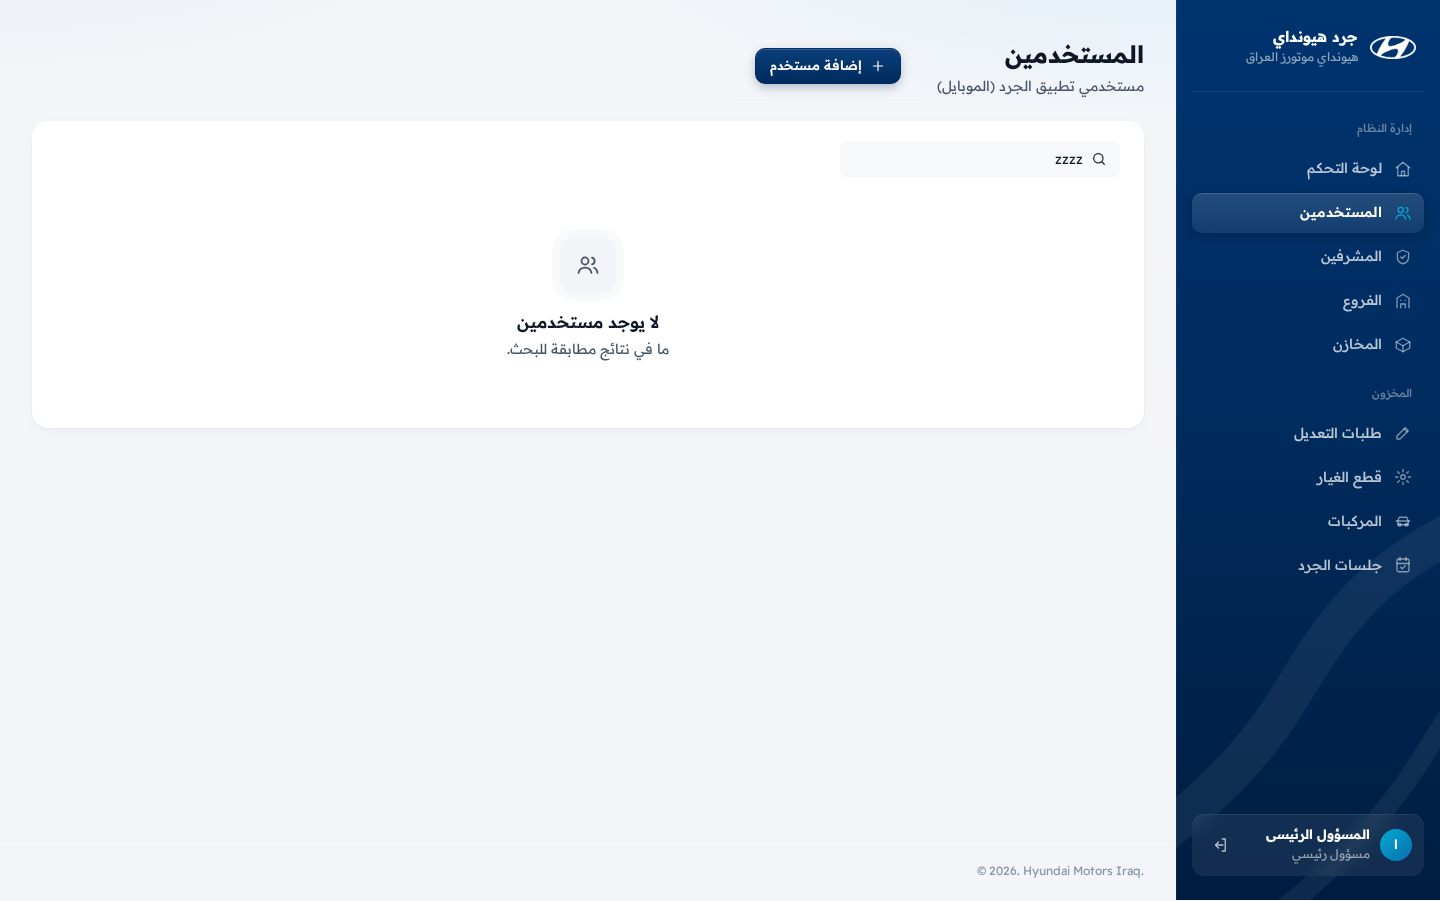 جرد هيونداي
هيونداي موتورز العراق
إدارة النظام
لوحة التحكم
المستخدمين
المشرفين
الفروع
المخازن
المخزون
طلبات التعديل
قطع الغيار
المركبات
جلسات الجرد
المسؤول الرئيسي
مسؤول رئيسي
ا
المستخدمين
مستخدمي تطبيق الجرد (الموبايل)
إضافة مستخدم
zzzz
لا يوجد مستخدمين
ما في نتائج مطابقة للبحث.
© 2026. Hyundai Motors Iraq.